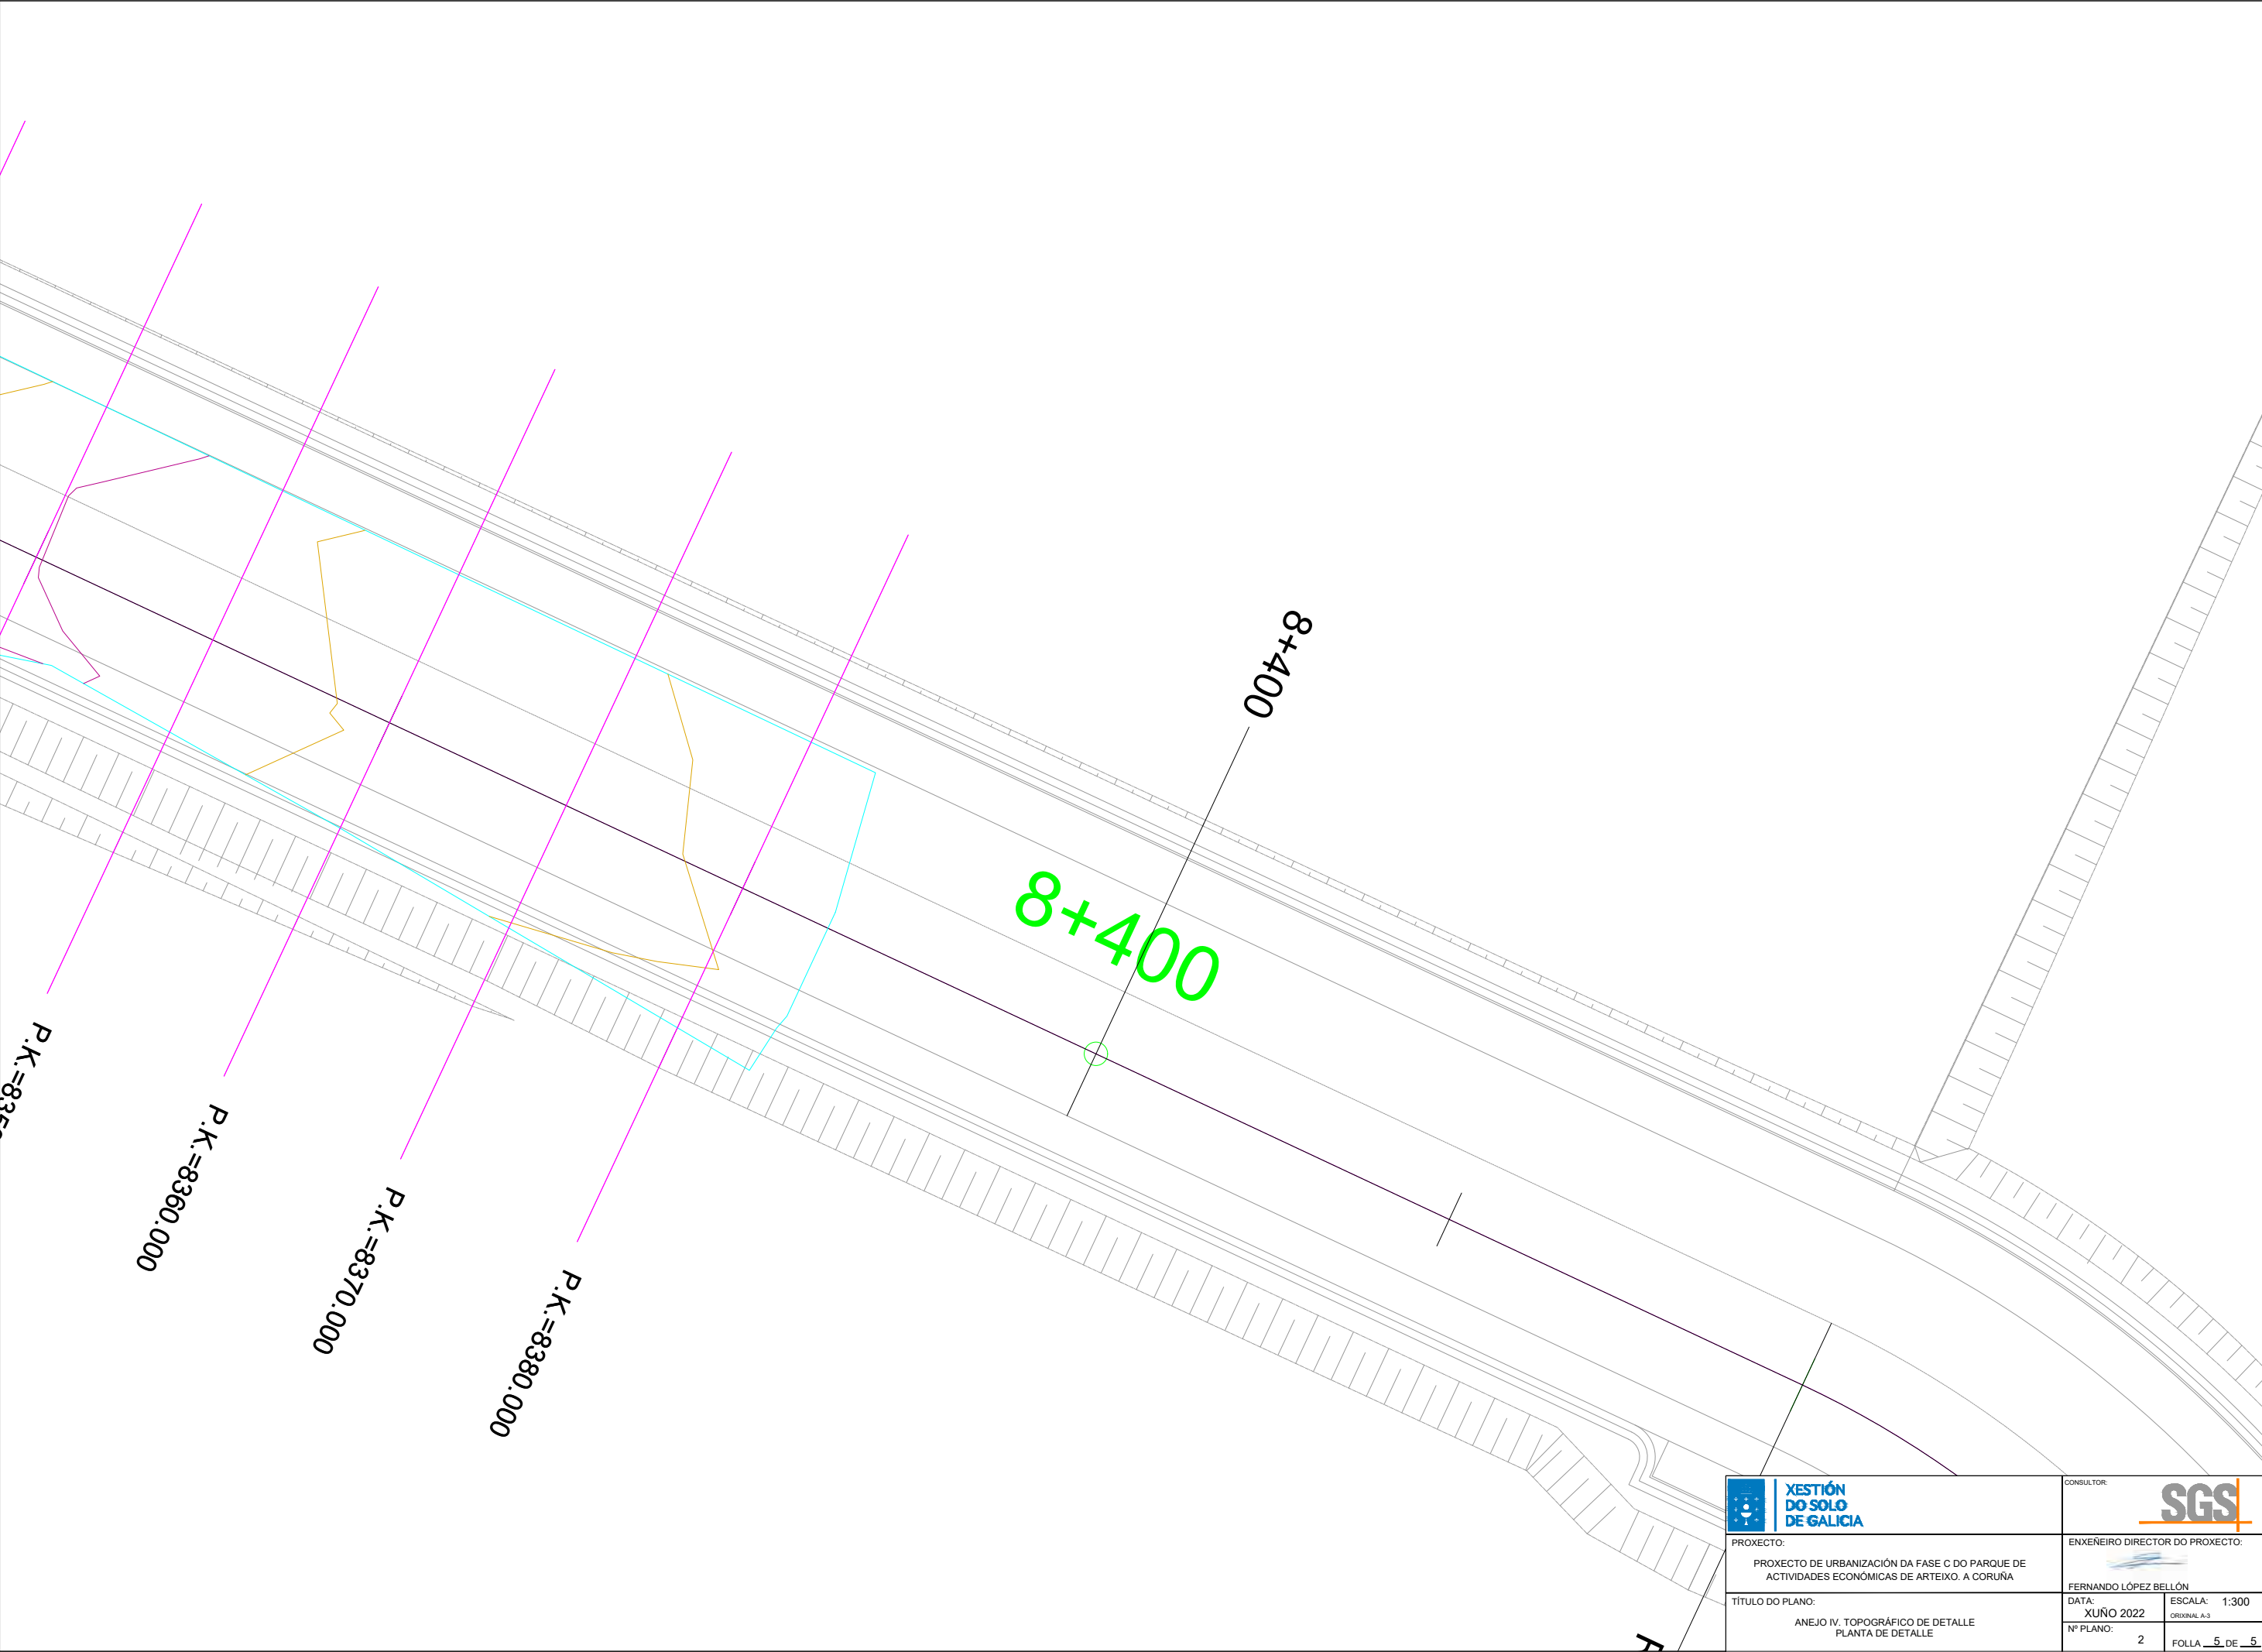 8+400
8+400
P.K.=8360.000
P.K.=8370.000
P.K.=8380.000
XESTIÓN
DO SOLO
DE GALICIA
CONSULTOR:
SGS
PROXECTO:
PROXECTO DE URBANIZACIÓN DA FASE C DO PARQUE DE
ACTIVIDADES ECONÓMICAS DE ARTEIXO. A CORUÑA
ENXEÑEIRO DIRECTOR DO PROXECTO:
FERNANDO LÓPEZ BELLÓN
TÍTULO DO PLANO:
ANEJO IV. TOPOGRÁFICO DE DETALLE
PLANTA DE DETALLE
DATA:
XUÑO 2022
ESCALA: 1:300
ORIXINAL A-3
Nº PLANO:
2
FOLLA 5 DE 5